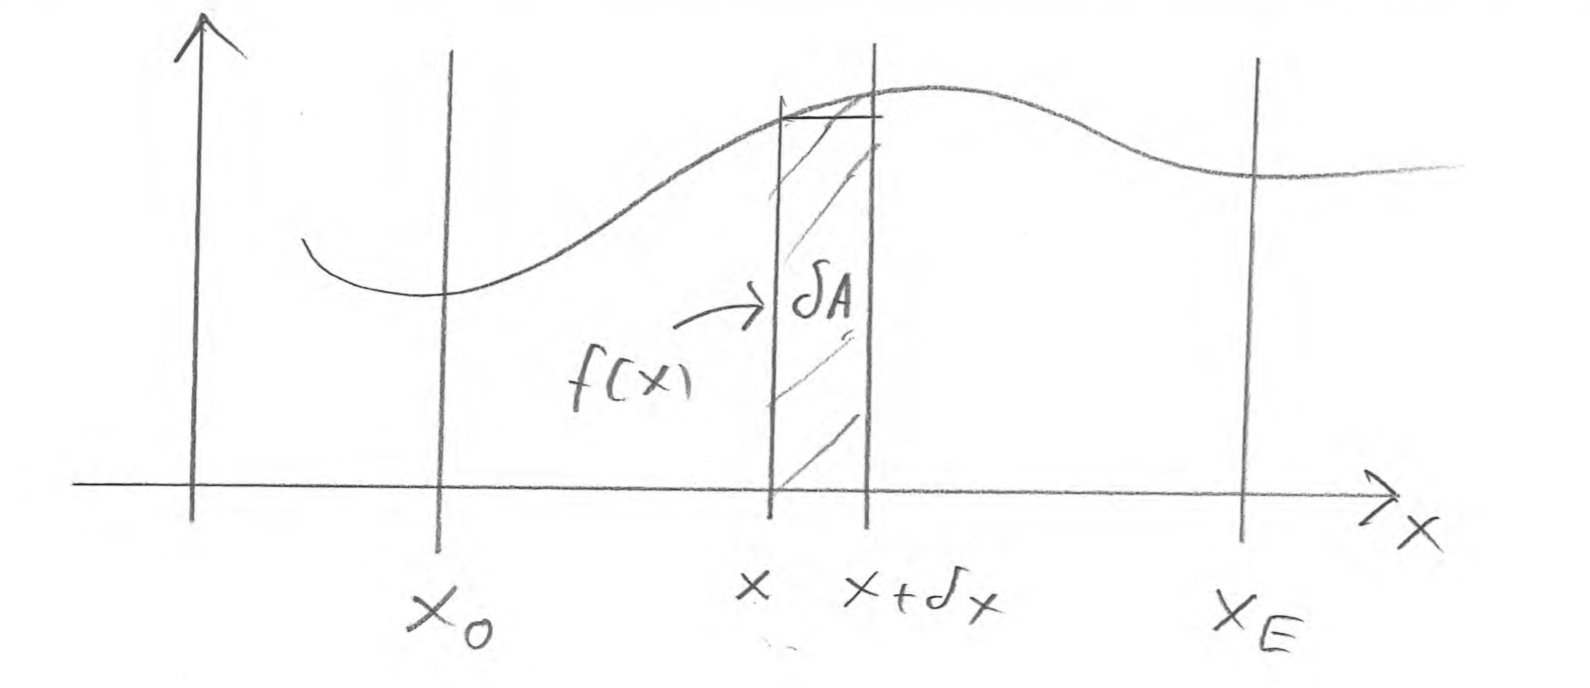 δA
f(x)
x
x x+δx
x₀ x_E